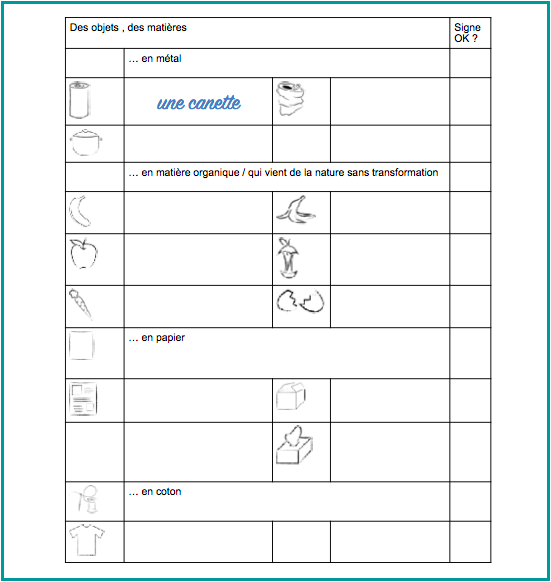 Des objets , des matières
Signe
OK ?
... en métal
une canette
... en matière organique / qui vient de la nature sans transformation
... en papier
... en coton